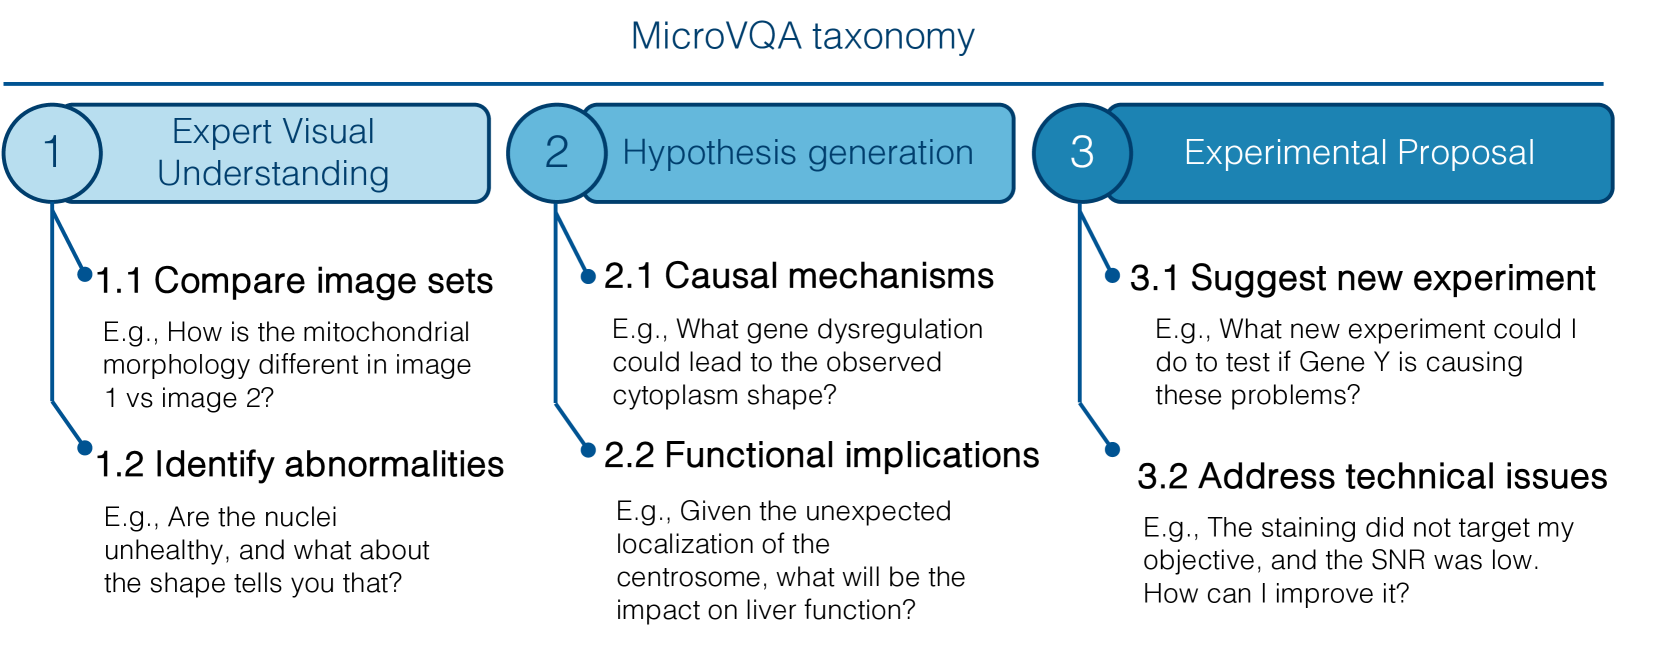 MicroVQA taxonomy
1
Expert Visual
Understanding
1.1 Compare image sets
E.g., How is the mitochondrial
morphology different in image
1 vs image 2?
1.2 Identify abnormalities
E.g., Are the nuclei
unhealthy, and what about
the shape tells you that?
2
Hypothesis generation
2.1 Causal mechanisms
E.g., What gene dysregulation
could lead to the observed
cytoplasm shape?
2.2 Functional implications
E.g., Given the unexpected
localization of the
centrosome, what will be the
impact on liver function?
3
Experimental Proposal
3.1 Suggest new experiment
E.g., What new experiment could I
do to test if Gene Y is causing
these problems?
3.2 Address technical issues
E.g., The staining did not target my
objective, and the SNR was low.
How can I improve it?